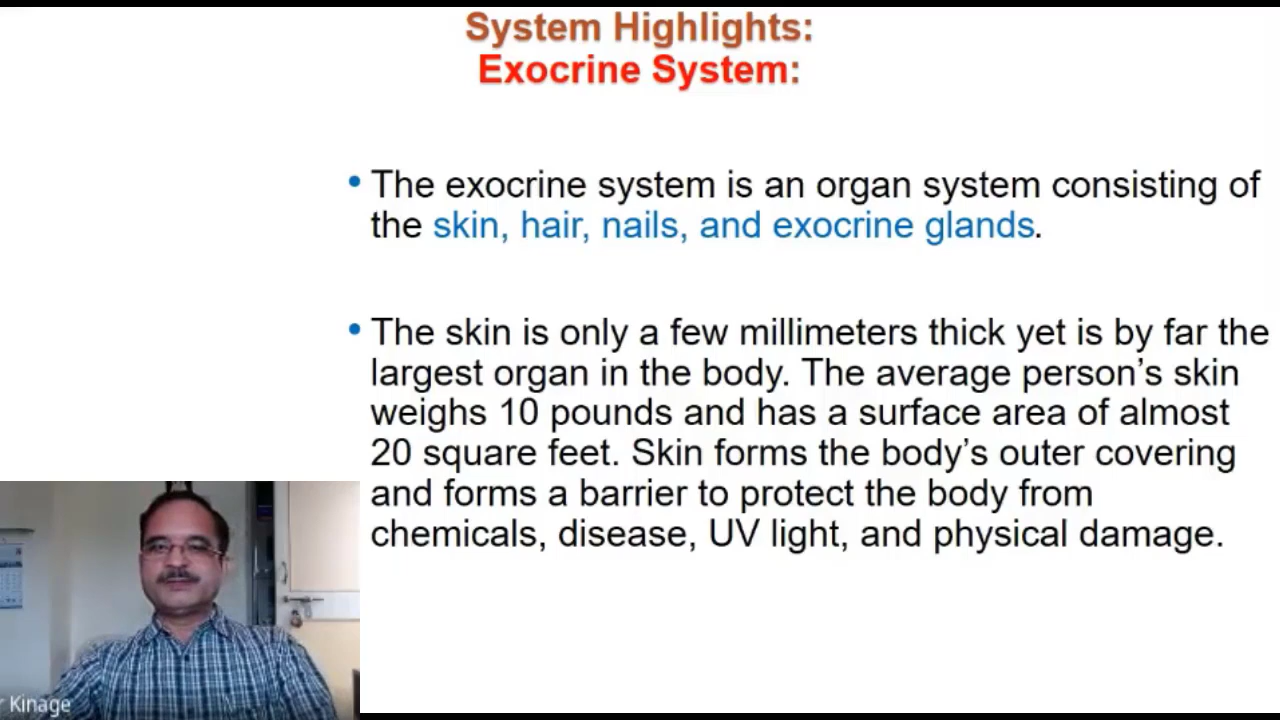 System Highlights:
Exocrine System:
• The exocrine system is an organ system consisting of
the skin, hair, nails, and exocrine glands.
• The skin is only a few millimeters thick yet is by far the
largest organ in the body. The average person’s skin
weighs 10 pounds and has a surface area of almost
20 square feet. Skin forms the body’s outer covering
and forms a barrier to protect the body from
chemicals, disease, UV light, and physical damage.
r Kinage